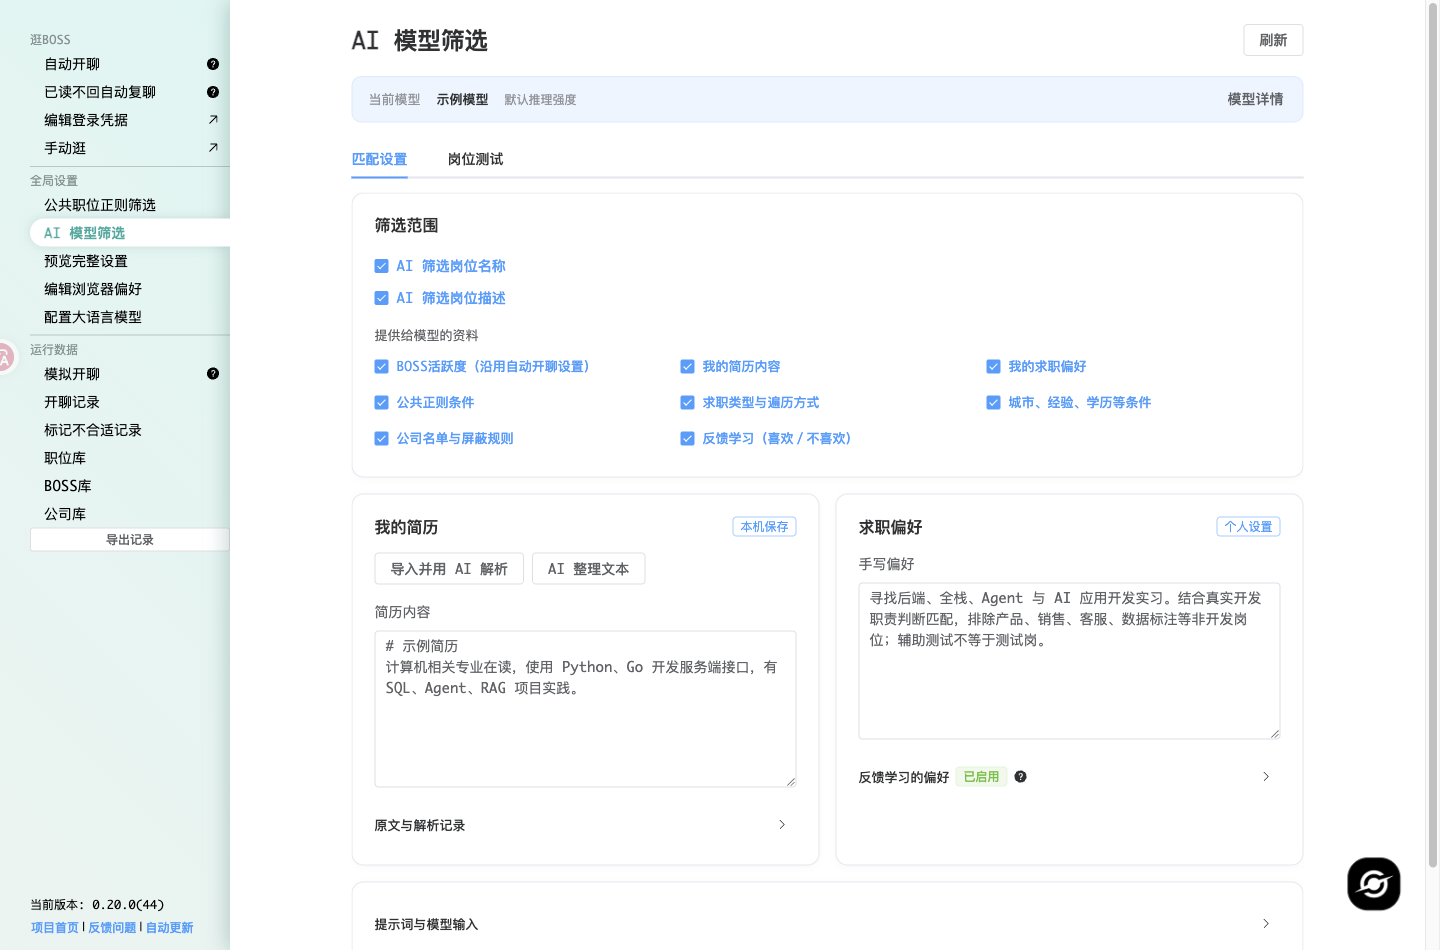 逛BOSS
自动开聊
已读不回自动复聊
编辑登录凭据
手动逛
全局设置
公共职位正则筛选
AI 模型筛选
预览完整设置
编辑浏览器偏好
配置大语言模型
运行数据
模拟开聊
开聊记录
标记不合适记录
职位库
BOSS库
公司库
导出记录
当前版本: 0.20.0(44)
项目首页 | 反馈问题 | 自动更新
AI 模型筛选
刷新
当前模型 示例模型 默认推理强度
模型详情
匹配设置 岗位测试
筛选范围
AI 筛选岗位名称
AI 筛选岗位描述
提供给模型的资料
BOSS活跃度（沿用自动开聊设置） 我的简历内容 我的求职偏好
公共正则条件 求职类型与遍历方式 城市、经验、学历等条件
公司名单与屏蔽规则 反馈学习（喜欢 / 不喜欢）
我的简历
本机保存
导入并用 AI 解析 AI 整理文本
简历内容
# 示例简历
计算机相关专业在读，使用 Python、Go 开发服务端接口，有
SQL、Agent、RAG 项目实践。
原文与解析记录
求职偏好
个人设置
手写偏好
寻找后端、全栈、Agent 与 AI 应用开发实习。结合真实开发
职责判断匹配，排除产品、销售、客服、数据标注等非开发岗
位；辅助测试不等于测试岗。
反馈学习的偏好 已启用
提示词与模型输入